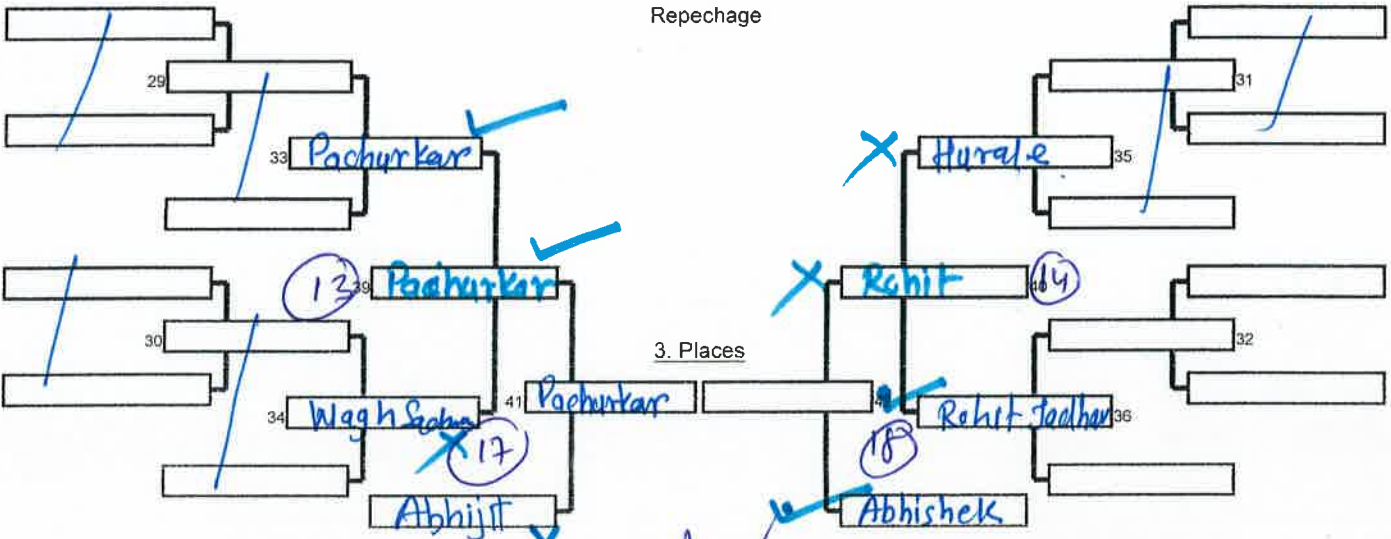 Repechage
29
31
33 Pachurkar
Hurale 35
13 39 Pachurkar
Rohit 14
30
32
3. Places
41 Pachurkar
34 Wagh
17
18
Rohit Jadhav 36
Abhijit
Abhishek